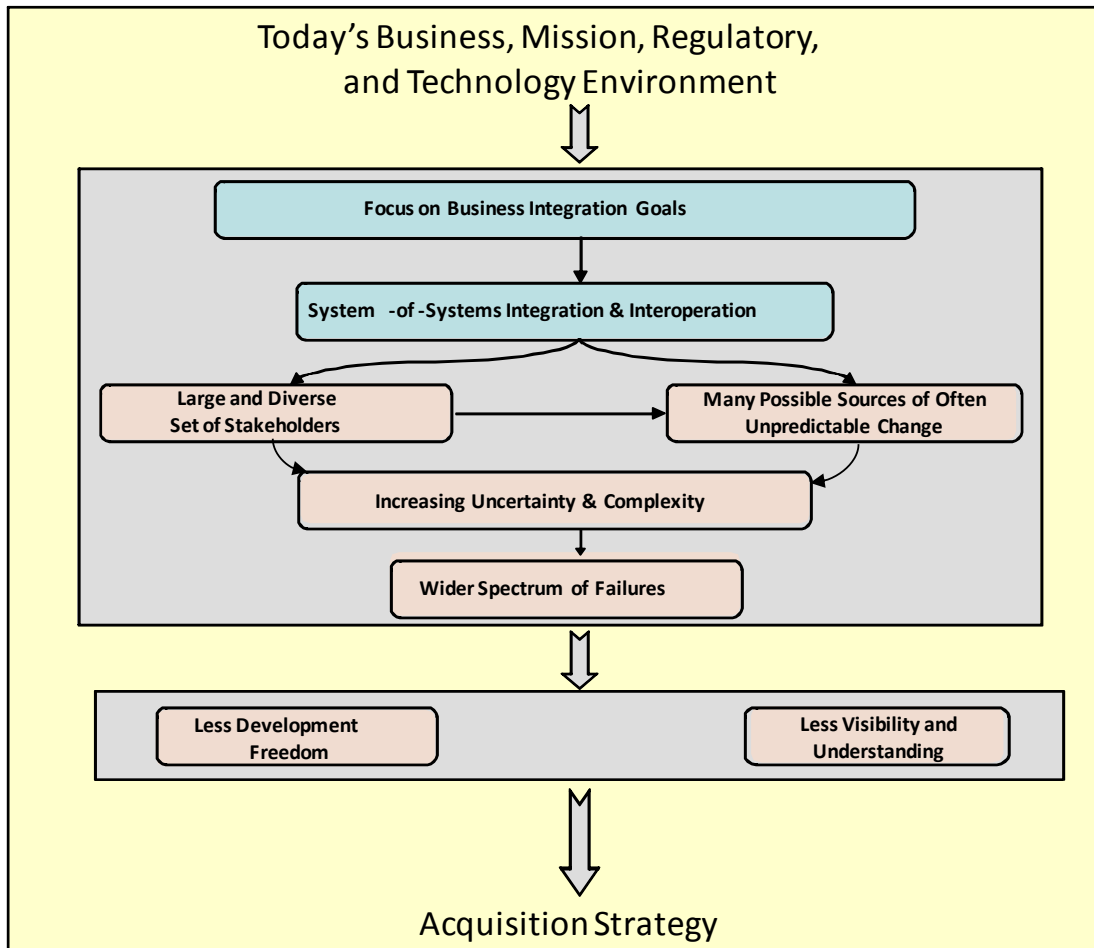 Today's Business, Mission, Regulatory,
and Technology Environment
Focus on Business Integration Goals
System -of -Systems Integration & Interoperation
Large and Diverse
Set of Stakeholders
Many Possible Sources of Often
Unpredictable Change
Increasing Uncertainty & Complexity
Wider Spectrum of Failures
Less Development
Freedom
Less Visibility and
Understanding
Acquisition Strategy